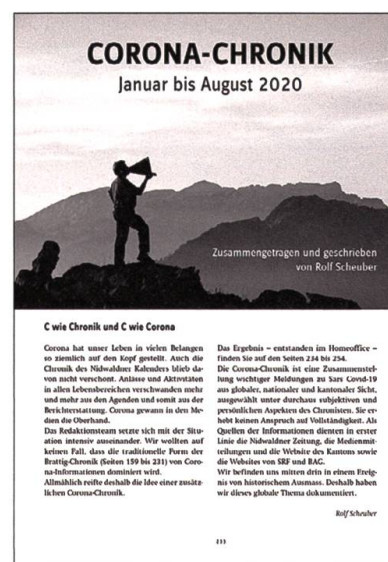 CORONA-CHRONIK
Januar bis August 2020
Zusammengetragen und geschrieben
von Rolf Scheuber
C wie Chronik und C wie Corona
Corona hat unser Leben in vielen Belangen
so ziemlich auf den Kopf gestellt. Auch die
Chronik des Nidwaldner Kalenders blieb da-
von nicht verschont. Anlässe und Aktivitäten
in allen Lebensbereichen verschwanden mehr
und mehr aus den Agenden und somit aus der
Berichterstattung. Corona gewann in den Me-
dien die Oberhand.
Das Redaktionsteam setzte sich mit der Situ-
ation intensiv auseinander. Wir wollten auf
keinen Fall, dass die traditionelle Form der
Brattig-Chronik (Seiten 159 bis 231) von Coro-
na-Informationen dominiert wird.
Allmählich reifte deshalb die Idee einer zusätz-
lichen Corona-Chronik.
Das Ergebnis – entstanden im Homeoffice –
finden Sie auf den Seiten 234 bis 254.
Die Corona-Chronik ist eine Zusammenstel-
lung wichtiger Meldungen zu Sars Covid-19
aus globaler, nationaler und kantonaler Sicht,
ausgewählt unter durchaus subjektiven und
persönlichen Aspekten des Chronisten. Sie er-
hebt keinen Anspruch auf Vollständigkeit. Als
Quellen der Informationen dienten in erster
Linie die Nidwaldner Zeitung, die Medienmit-
teilungen und die Website des Kantons sowie
die Websites von SRF und BAG.
Wir befinden uns mitten drin in einem Ereig-
nis von historischem Ausmass. Deshalb haben
wir dieses globale Thema dokumentiert.
Rolf Scheuber
233